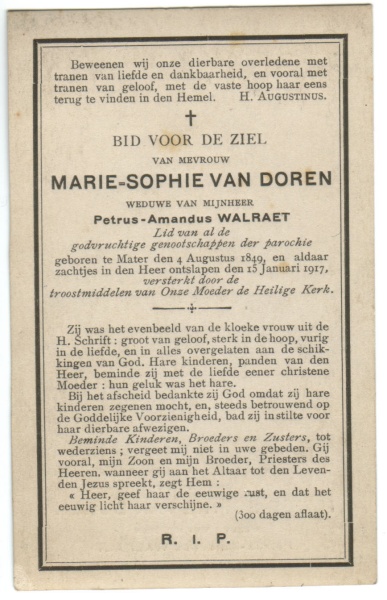 Beweenen wij onze dierbare overledene met
tranen van liefde en dankbaarheid, en vooral met
tranen van geloof, met de vaste hoop haar eens
terug te vinden in den Hemel. H. AUGUSTINUS.
BID VOOR DE ZIEL
VAN MEVROUW
MARIE=SOPHIE VAN DOREN
WEDUWE VAN MIJNHEER
Petrus-Amandus WALRAET
Lid van al de
godvruchtige genootschappen der parochie
geboren te Mater den 4 Augustus 1849, en aldaar
zachtjes in den Heer ontslapen den 15 Januari 1917,
versterkt door de
troostmiddelen van Onze Moeder de Heilige Kerk.
Zij was het evenbeeld van de kloeke vrouw uit de
H. Schrift : groot van geloof, sterk in de hoop, vurig
in de liefde, en in alles overgelaten aan de schik-
kingen van God. Hare kinderen, panden van den
Heer, beminde zij met de liefde eener christene
Moeder : hun geluk was het hare.
Bij het afscheid bedankte zij God omdat zij hare
kinderen zegenen mocht, en, steeds betrouwend op
de Goddelijke Voorzienigheid, bad zij in stilte voor
haar dierbare afwezigen.
Beminde Kinderen, Broeders en Zusters, tot
wederziens ; vergeet mij niet in uwe gebeden. Gij
vooral, mijn Zoon en mijn Broeder, Priesters des
Heeren, wanneer gij aan het Altaar tot den Leven-
den Jezus spreekt, zegt Hem :
« Heer, geef haar de eeuwige rust, en dat het
eeuwig licht haar verschijne. »
(300 dagen aflaat).
R. I. P.